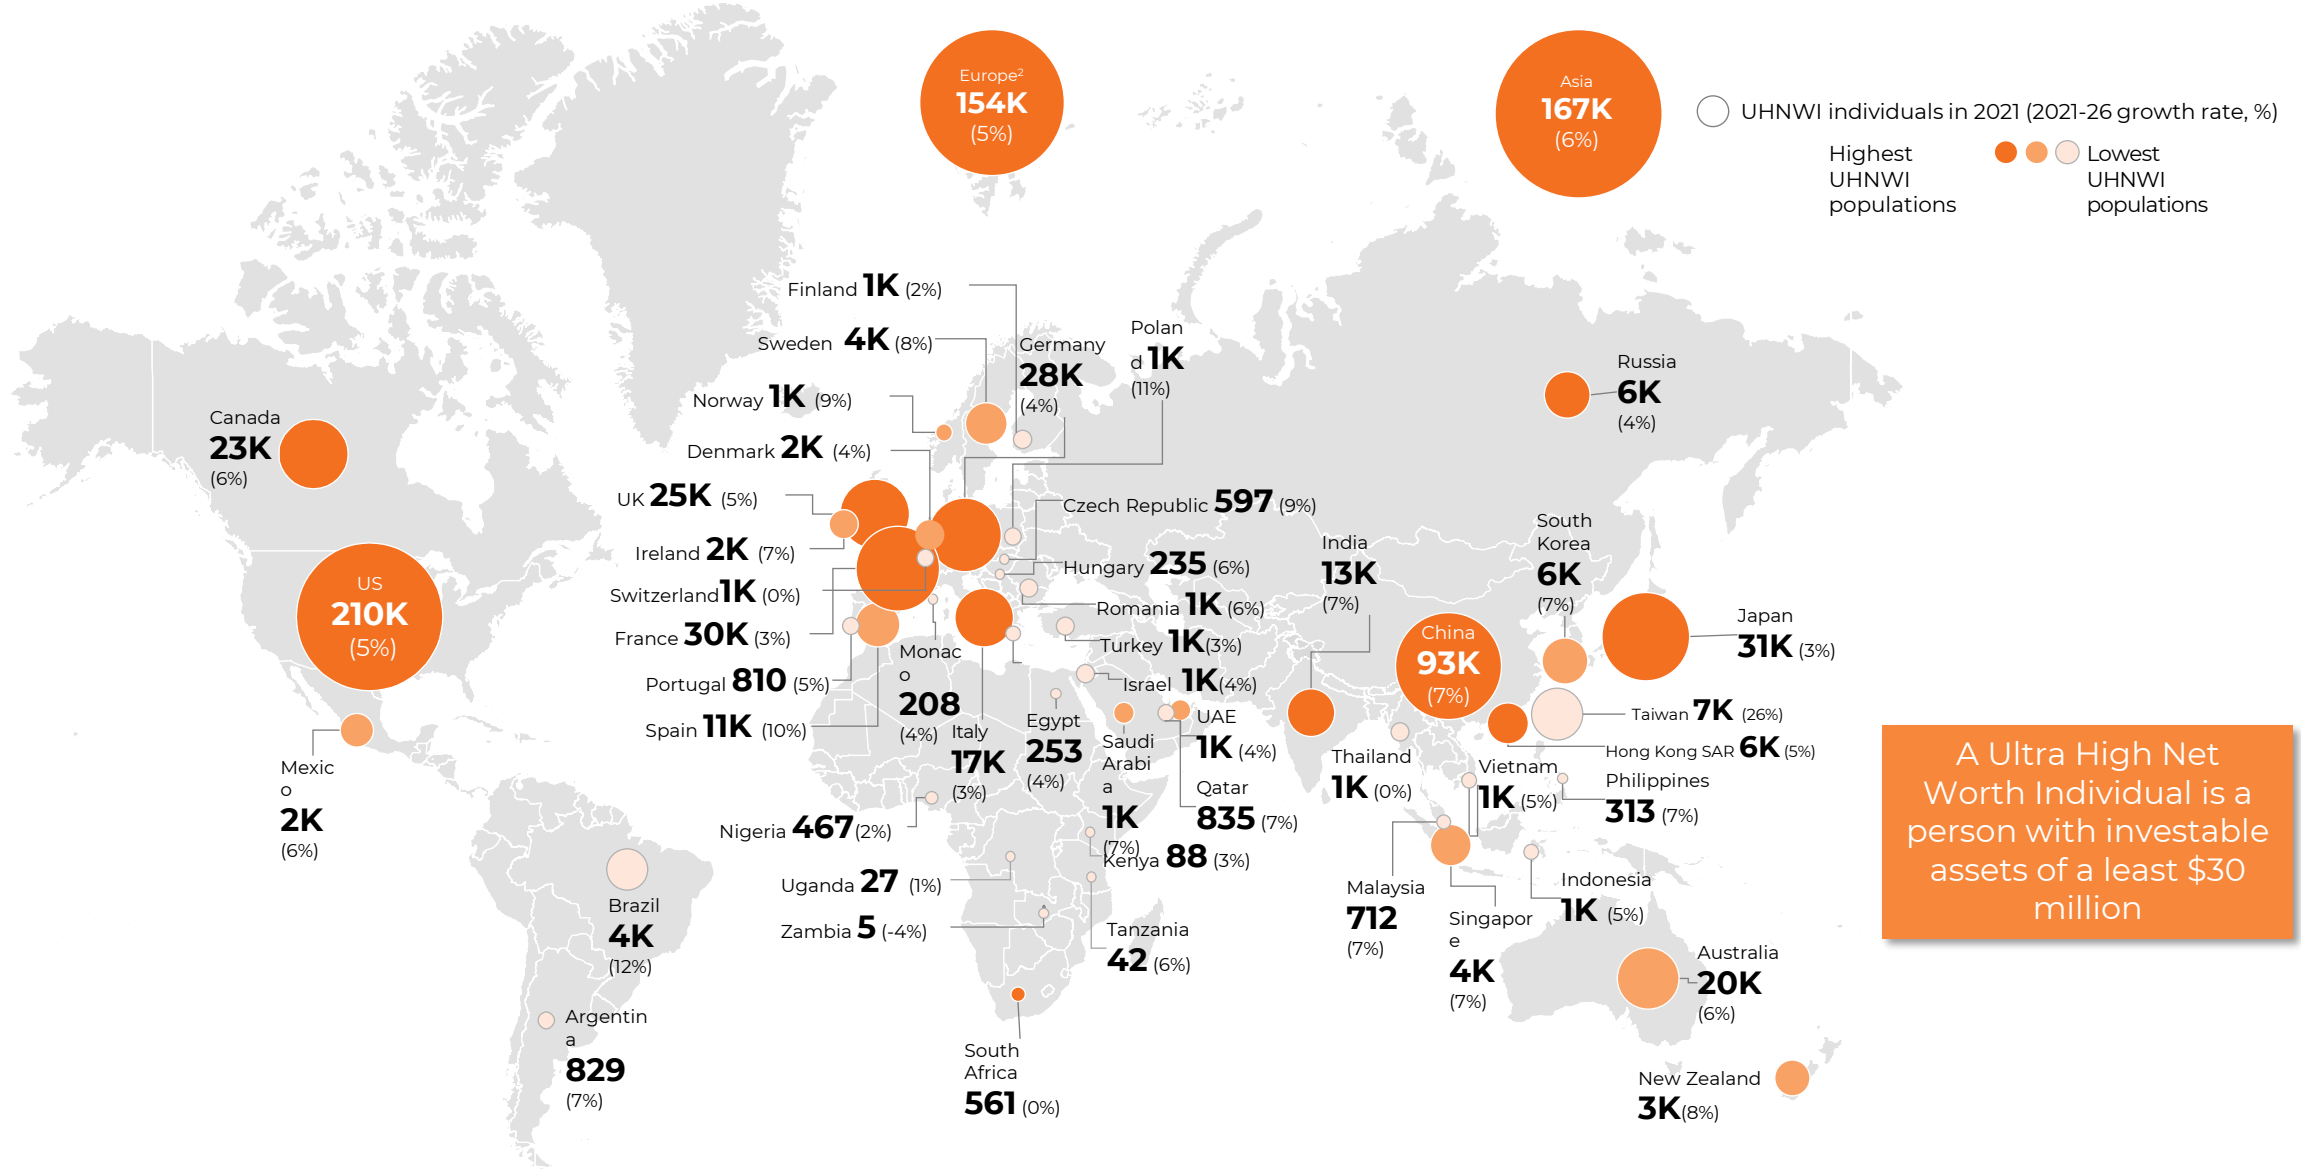 Europe²
154K
(5%)
Asia
167K
(6%)
UHNWI individuals in 2021 (2021-26 growth rate, %)
Highest
UHNWI
populations
Lowest
UHNWI
populations
Finland 1K (2%)
Sweden 4K (8%)
Norway 1K (9%)
Denmark 2K (4%)
Germany
28K
(4%)
Polan
d 1K
(11%)
Russia
6K
(4%)
Canada
23K
(6%)
UK 25K (5%)
Ireland 2K (7%)
Switzerland 1K (0%)
France 30K (3%)
Portugal 810 (5%)
Spain 11K (10%)
Czech Republic 597 (9%)
Hungary 235 (6%)
Romania 1K (6%)
Turkey 1K (3%)
Israel 1K (4%)
US
210K
(5%)
India
13K
(7%)
South
Korea
6K
(7%)
China
93K
(7%)
Japan
31K (3%)
Monac
o
208
(4%)
Italy
17K
(3%)
Egypt
253
(4%)
Saudi
Arabi
a
1K
(7%)
UAE
1K (4%)
Qatar
835 (7%)
Taiwan 7K (26%)
Hong Kong SAR 6K (5%)
Thailand
1K (0%)
Vietnam
1K (5%)
Philippines
313 (7%)
Mexic
o
2K
(6%)
Nigeria 467 (2%)
Kenya 88 (3%)
Uganda 27 (1%)
Zambia 5 (-4%)
Tanzania
42 (6%)
Malaysia
712
(7%)
Singapor
e
4K
(7%)
Indonesia
1K (5%)
Brazil
4K
(12%)
Argentin
a
829
(7%)
South
Africa
561 (0%)
Australia
20K
(6%)
New Zealand
3K (8%)
A Ultra High Net
Worth Individual is a
person with investable
assets of a least $30
million